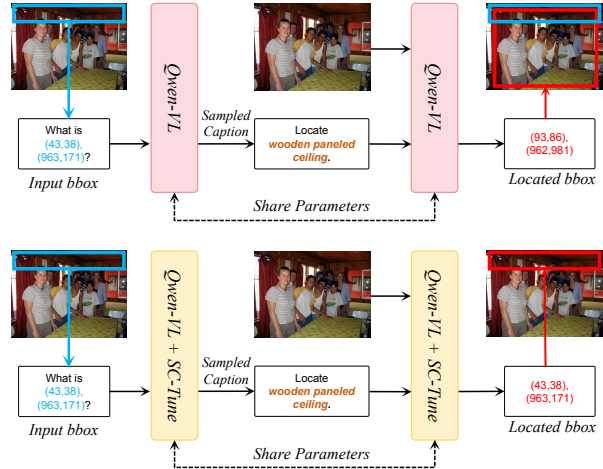 What is
(43,38),
(963,171)?
Input bbox
Qwen-VL
Sampled
Caption
Locate
wooden paneled
ceiling.
Qwen-VL
(93,86),
(962,981)
Located bbox
Share Parameters
What is
(43,38),
(963,171)?
Input bbox
Qwen-VL + SC-Tune
Sampled
Caption
Locate
wooden paneled
ceiling.
Qwen-VL + SC-Tune
(43,38),
(963,171)
Located bbox
Share Parameters